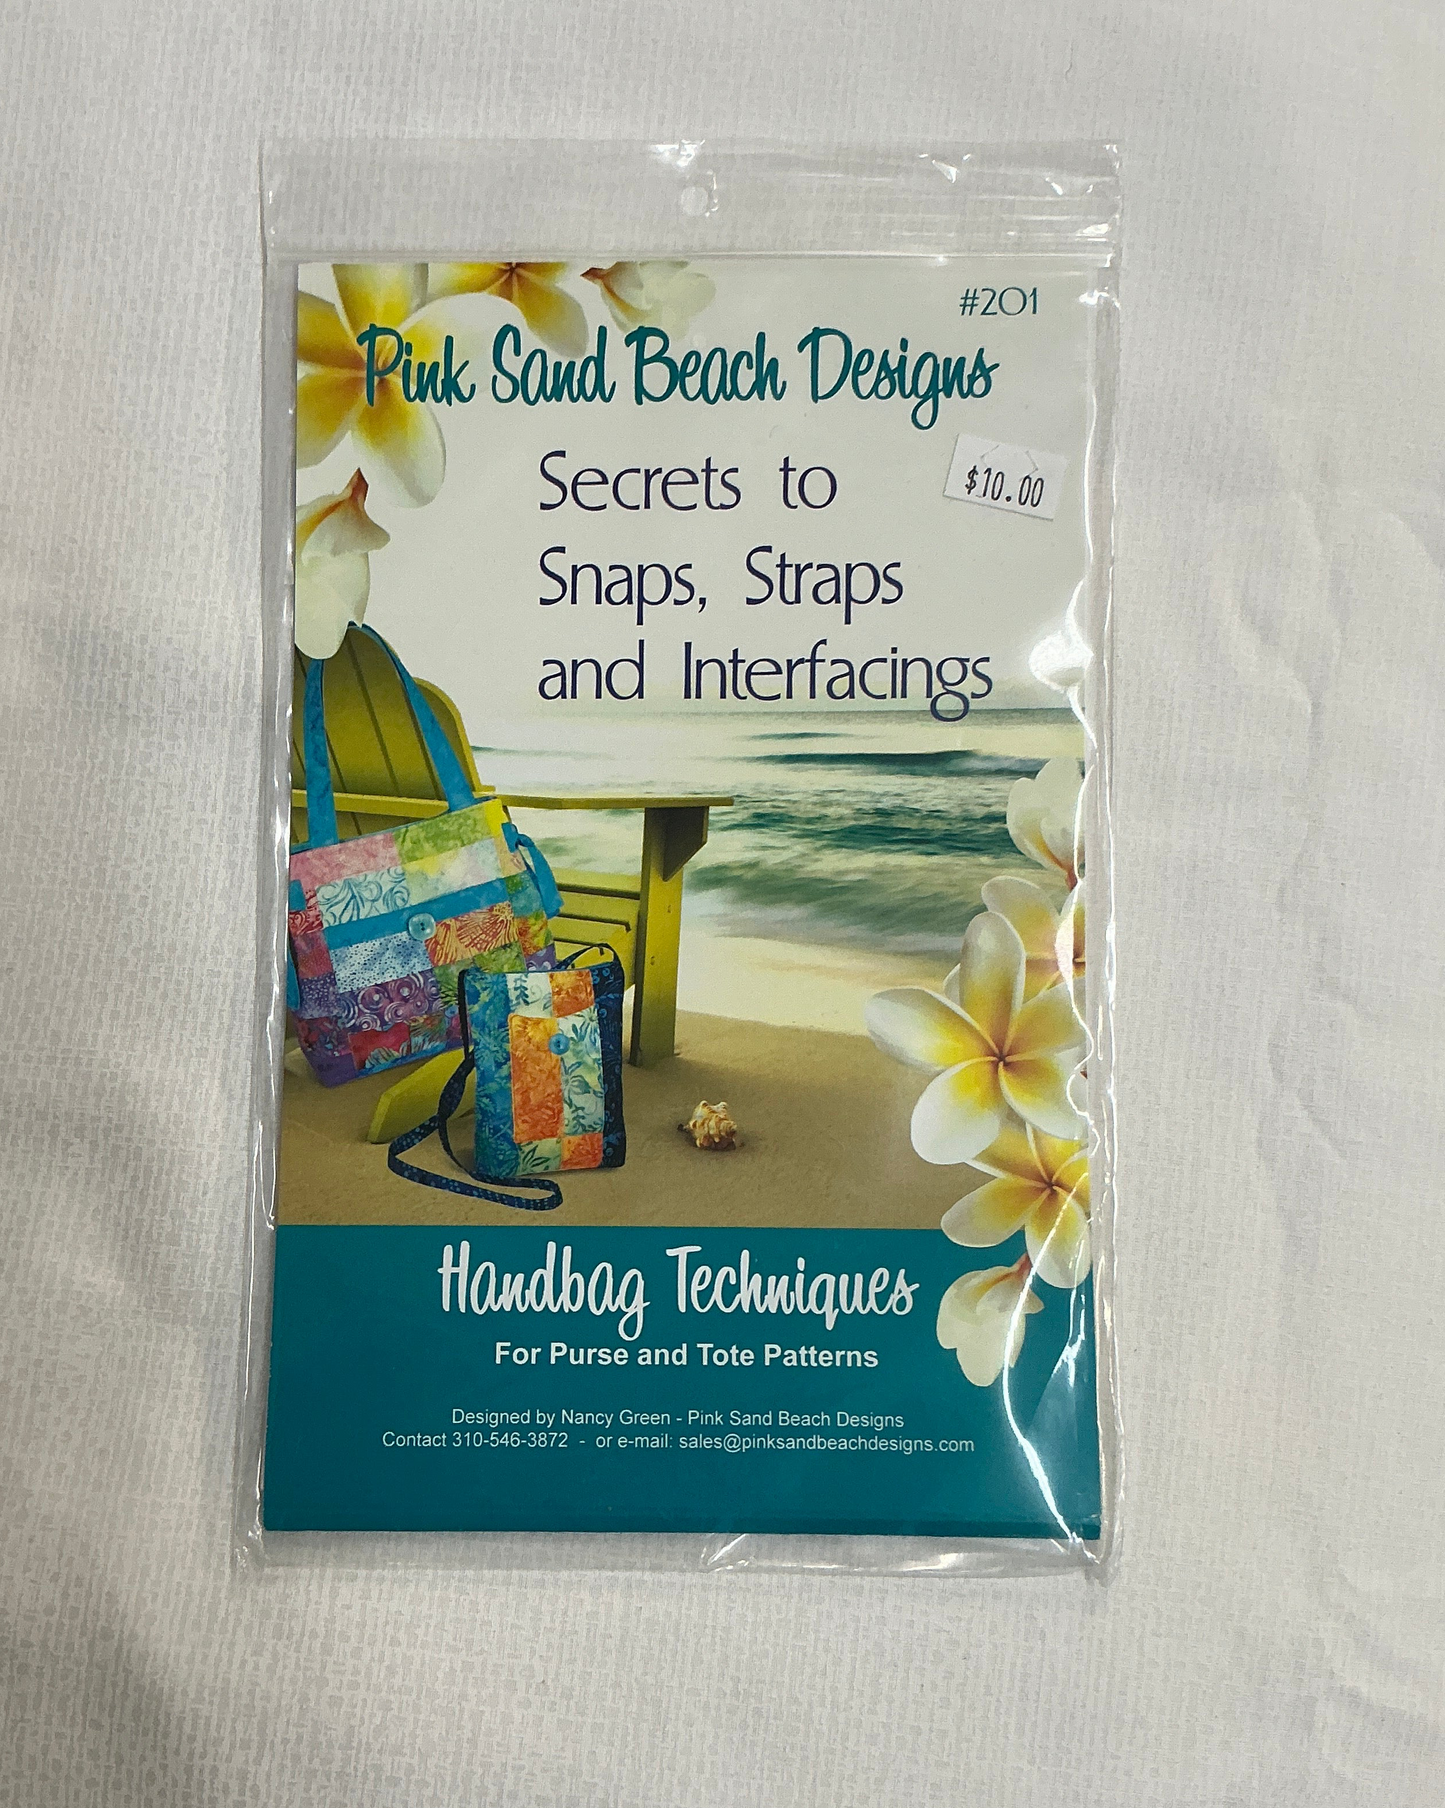 #201
Pink Sand Beach Designs
Secrets to
$10.00
Snaps, Straps
and Interfacings
Handbag Techniques
For Purse and Tote Patterns
Designed by Nancy Green - Pink Sand Beach Designs
Contact 310-546-3872 - or e-mail: sales@pinksandbeachdesigns.com